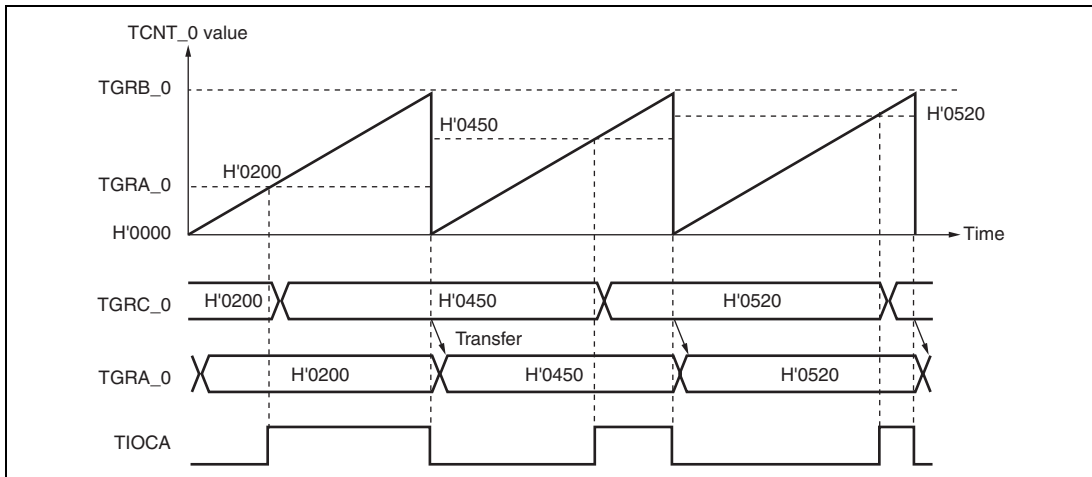 TCNT_0 value
TGRB_0
H'0520
H'0450
H'0200
TGRA_0
H'0000
Time
TGRC_0
H'0200
H'0450
H'0520
Transfer
TGRA_0
H'0200
H'0450
H'0520
TIOCA